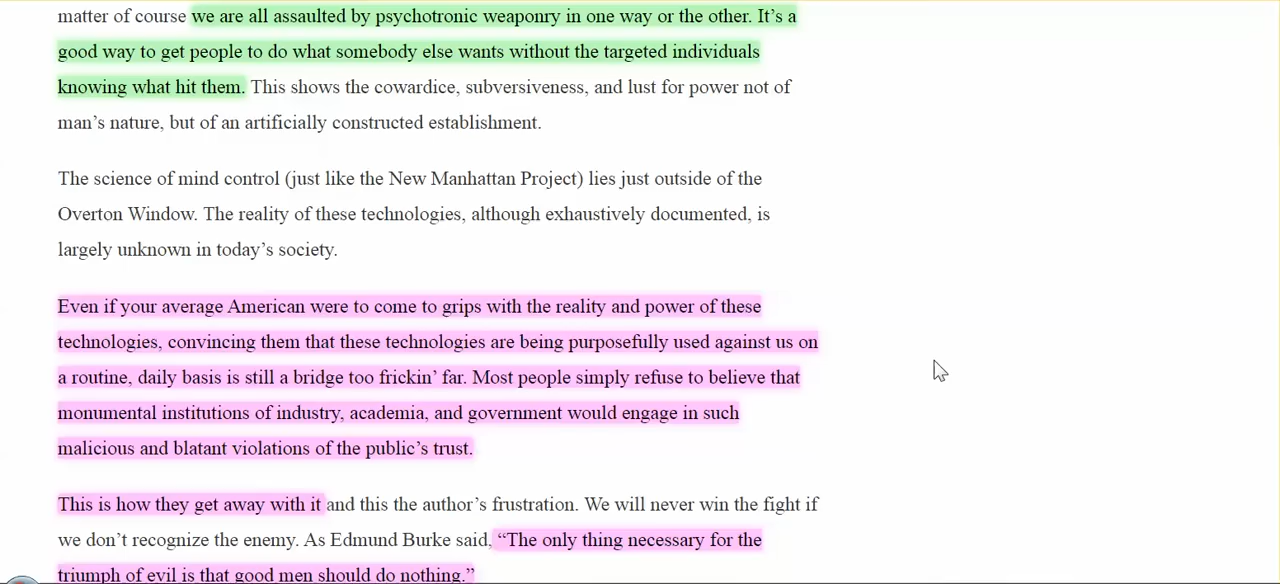 matter of course we are all assaulted by psychotronic weaponry in one way or the other. It’s a
good way to get people to do what somebody else wants without the targeted individuals
knowing what hit them. This shows the cowardice, subversiveness, and lust for power not of
man’s nature, but of an artificially constructed establishment.
The science of mind control (just like the New Manhattan Project) lies just outside of the
Overton Window. The reality of these technologies, although exhaustively documented, is
largely unknown in today’s society.
Even if your average American were to come to grips with the reality and power of these
technologies, convincing them that these technologies are being purposefully used against us on
a routine, daily basis is still a bridge too frickin’ far. Most people simply refuse to believe that
monumental institutions of industry, academia, and government would engage in such
malicious and blatant violations of the public’s trust.
This is how they get away with it and this the author’s frustration. We will never win the fight if
we don’t recognize the enemy. As Edmund Burke said, “The only thing necessary for the
triumph of evil is that good men should do nothing.”